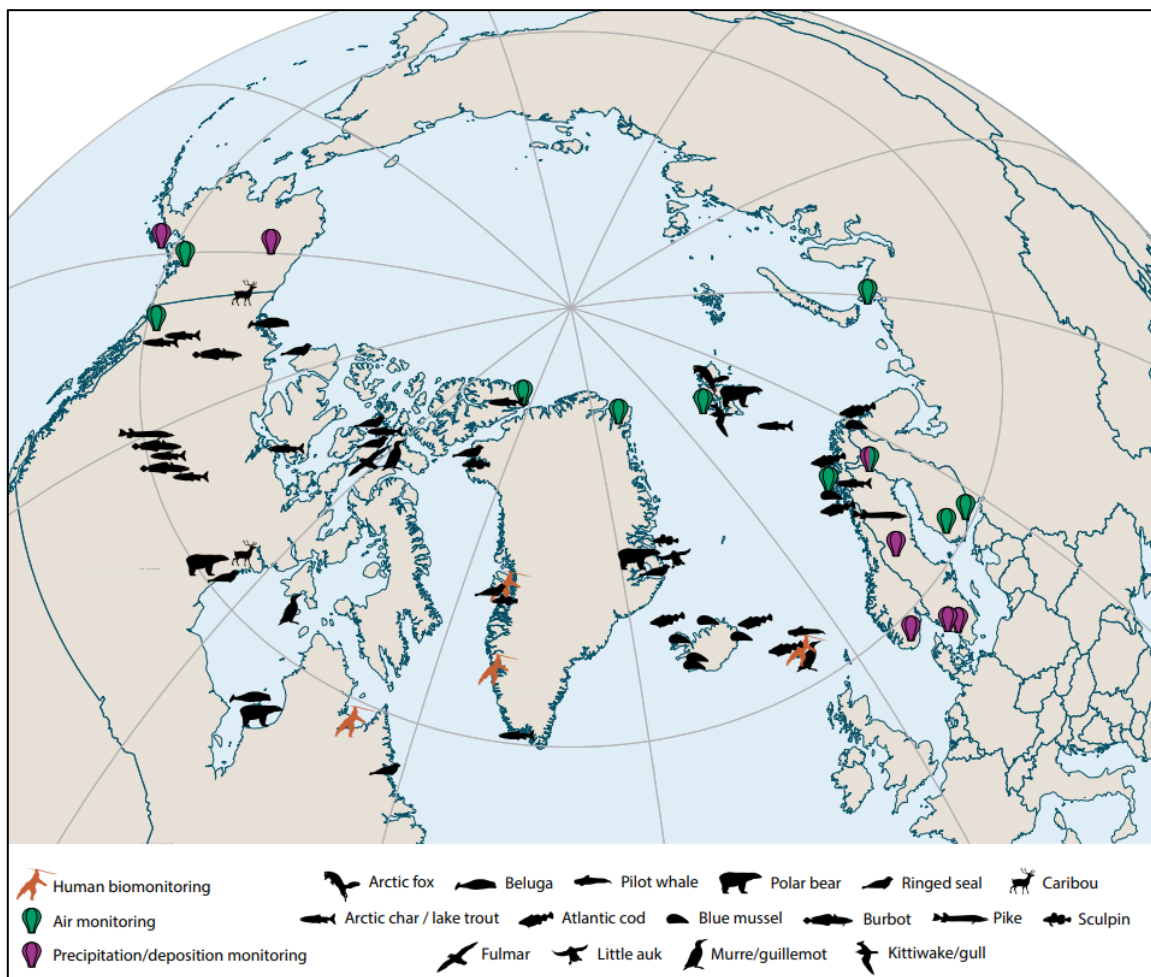 Human biomonitoring
Arctic fox Beluga Pilot whale Polar bear Ringed seal Caribou
Air monitoring
Arctic char / lake trout Atlantic cod Blue mussel Burbot Pike Sculpin
Precipitation/deposition monitoring
Fulmar Little auk Murre/guillemot Kittiwake/gull